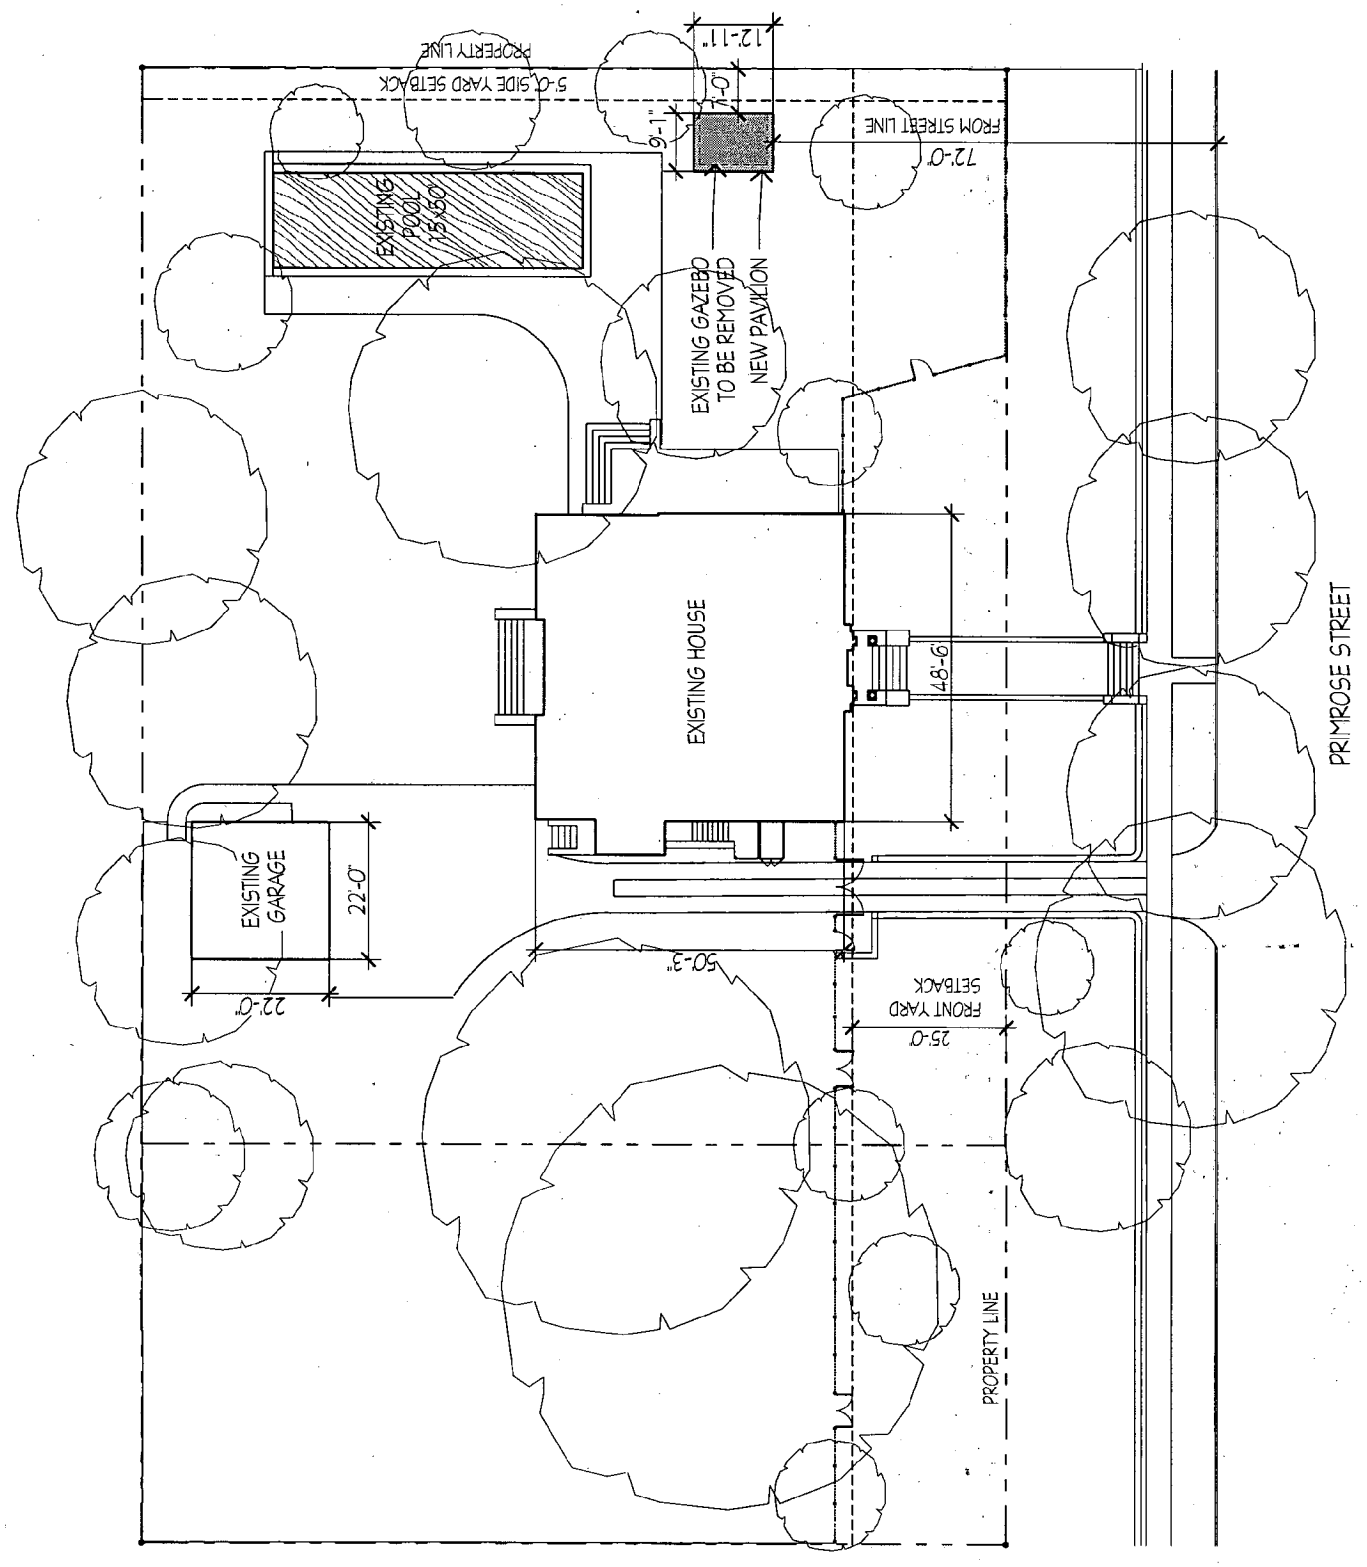 12'-11"
PROPERTY LINE
5'-0" SIDE YARD SETBACK
7'-0"
9'-1"
FROM STREET LINE
72'-0"
EXISTING
POOL
15'x50'
EXISTING GAZEBO
TO BE REMOVED
NEW PAVILION
EXISTING HOUSE
48'-6"
PRIMROSE STREET
EXISTING
GARAGE
22'-0"
22'-0"
50'-3"
FRONT YARD
SETBACK
25'-0"
PROPERTY LINE